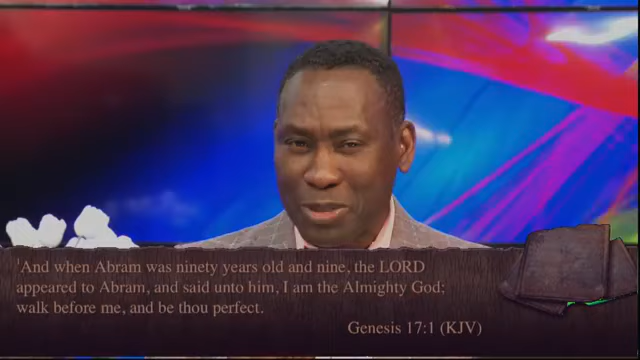 'And when Abram was ninety years old and nine, the LORD
appeared to Abram, and said unto him, I am the Almighty God;
walk before me, and be thou perfect.
Genesis 17:1 (KJV)